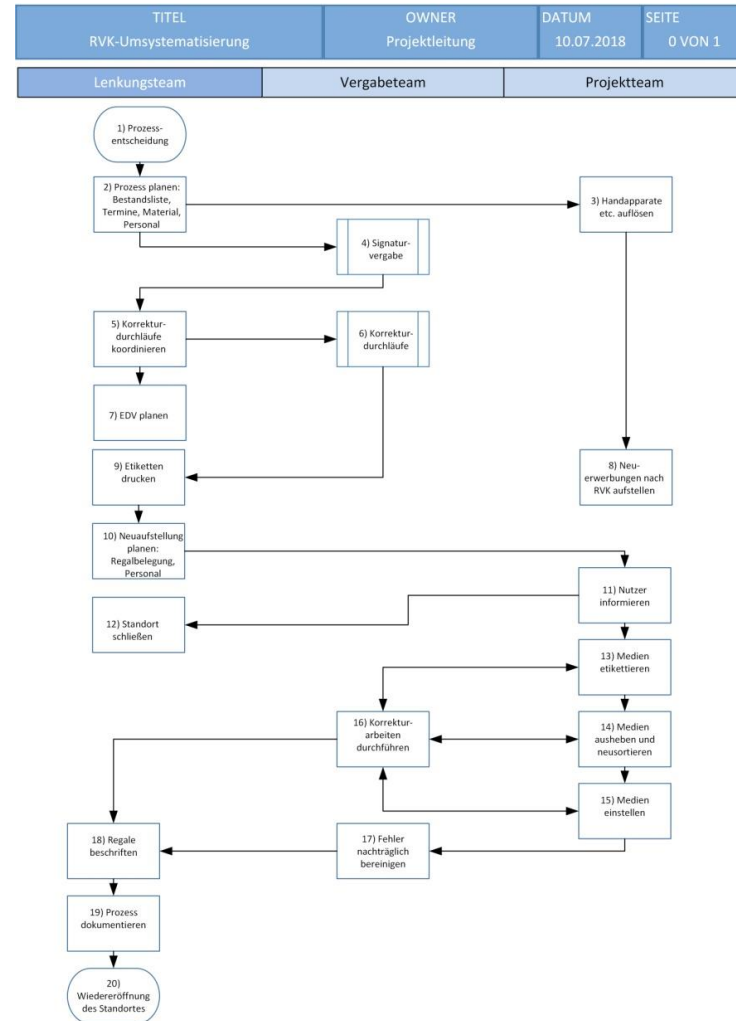 TITEL
OWNER
DATUM
SEITE
RVK-Umsystematisierung
Projektleitung
10.07.2018
0 VON 1
Lenkungsteam
Vergabeteam
Projektteam
1) Prozess-
entscheidung
2) Prozess planen:
Bestandsliste,
Termine, Material,
Personal
3) Handapparate
etc. auflösen
4) Signatur-
vergabe
5) Korrektur-
durchläufe
koordinieren
6) Korrektur-
durchläufe
7) EDV planen
8) Neu-
erwerbungen nach
RVK aufstellen
9) Etiketten
drucken
10) Neuaufstellung
planen:
Regalbelegung,
Personal
11) Nutzer
informieren
12) Standort
schließen
13) Medien
etikettieren
14) Medien
ausheben und
neusortieren
15) Medien
einstellen
16) Korrektur-
arbeiten
durchführen
17) Fehler
nachträglich
bereinigen
18) Regale
beschriften
19) Prozess
dokumentieren
20)
Wiedereröffnung
des Standortes